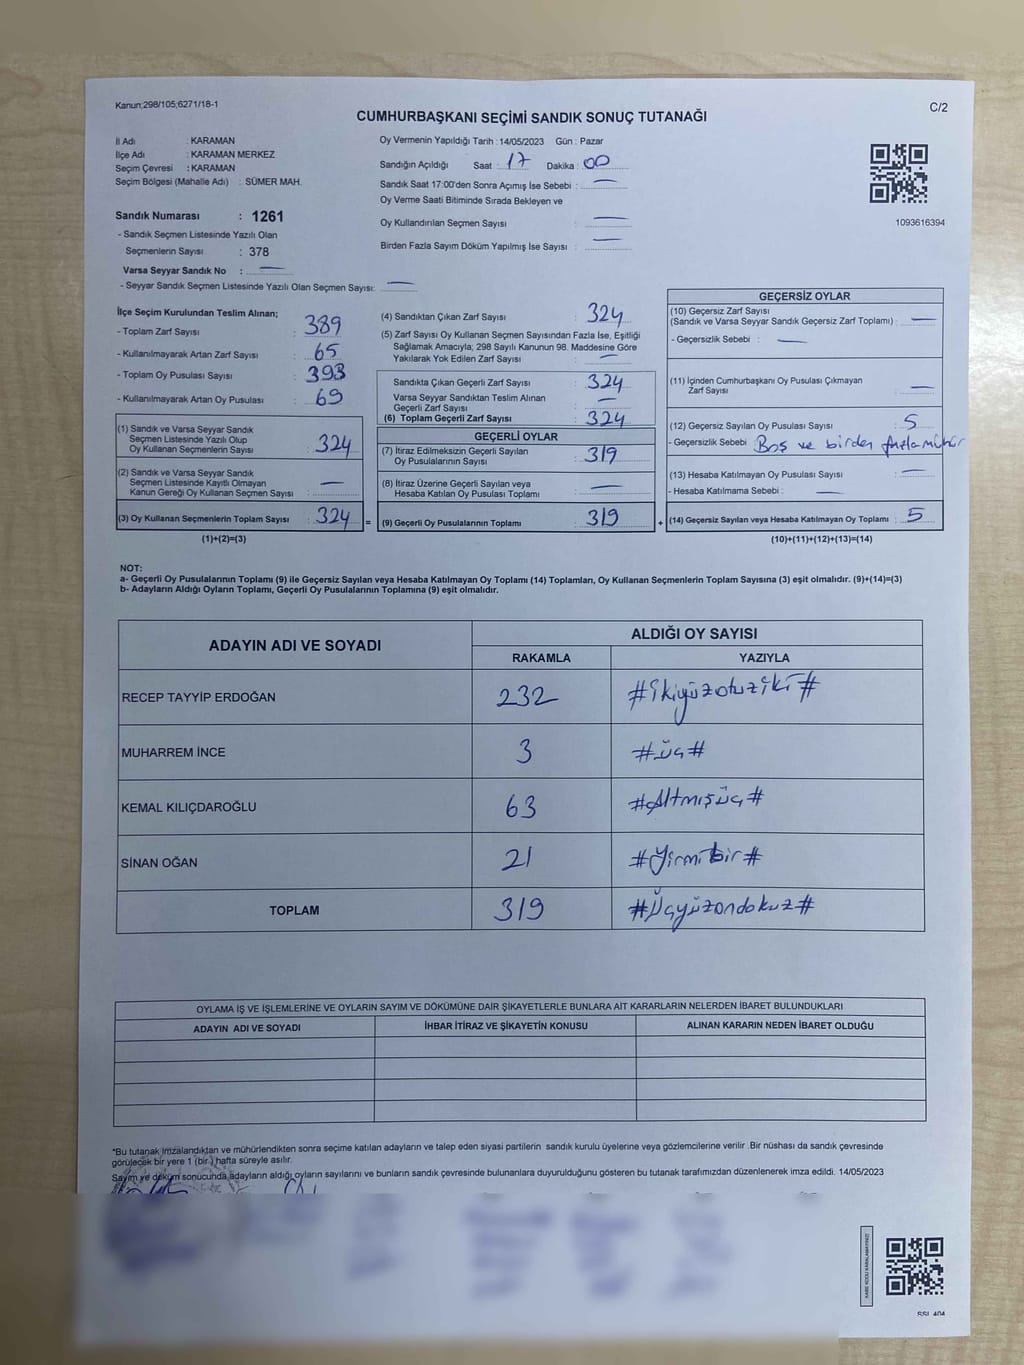 Kanun;298/105;6271/18-1
C/2
CUMHURBAŞKANI SEÇİMİ SANDIK SONUÇ TUTANAĞI
İl Adı : KARAMAN
İlçe Adı : KARAMAN MERKEZ
Seçim Çevresi : KARAMAN
Seçim Bölgesi (Mahalle Adı) : SÜMER MAH.
Sandık Numarası : 1261
- Sandık Seçmen Listesinde Yazılı Olan
Seçmenlerin Sayısı : 378
Varsa Seyyar Sandık No : —
- Seyyar Sandık Seçmen Listesinde Yazılı Olan Seçmen Sayısı: —
Oy Vermenin Yapıldığı Tarih : 14/05/2023 Gün : Pazar
Sandığın Açıldığı Saat : 17 Dakika : 00
Sandık Saat 17:00'den Sonra Açımış İse Sebebi : —
Oy Verme Saati Bitiminde Sırada Bekleyen ve
Oy Kullandırılan Seçmen Sayısı : —
Birden Fazla Sayım Döküm Yapılmış İse Sayısı : —
1093616394
İlçe Seçim Kurulundan Teslim Alınan;
- Toplam Zarf Sayısı : 389
- Kullanılmayarak Artan Zarf Sayısı : 65
- Toplam Oy Pusulası Sayısı : 393
- Kullanılmayarak Artan Oy Pusulası : 69
(1) Sandık ve Varsa Seyyar Sandık
Seçmen Listesinde Yazılı Olup
Oy Kullanan Seçmenlerin Sayısı : 324
(2) Sandık ve Varsa Seyyar Sandık
Seçmen Listesinde Kayıtlı Olmayan
Kanun Gereği Oy Kullanan Seçmen Sayısı : —
(3) Oy Kullanan Seçmenlerin Toplam Sayısı : 324
(1)+(2)=(3)
(4) Sandıktan Çıkan Zarf Sayısı : 324
(5) Zarf Sayısı Oy Kullanan Seçmen Sayısından Fazla İse, Eşitliği
Sağlamak Amacıyla; 298 Sayılı Kanunun 98. Maddesine Göre
Yakılarak Yok Edilen Zarf Sayısı : —
Sandıkta Çıkan Geçerli Zarf Sayısı : 324
Varsa Seyyar Sandıktan Teslim Alınan
Geçerli Zarf Sayısı : —
(6) Toplam Geçerli Zarf Sayısı : 324
GEÇERLİ OYLAR
(7) İtiraz Edilmeksizin Geçerli Sayılan
Oy Pusulalarının Sayısı : 319
(8) İtiraz Üzerine Geçerli Sayılan veya
Hesaba Katılan Oy Pusulası Toplamı : —
= (9) Geçerli Oy Pusulalarının Toplamı : 319
GEÇERSİZ OYLAR
(10) Geçersiz Zarf Sayısı
(Sandık ve Varsa Seyyar Sandık Geçersiz Zarf Toplamı) : —
- Geçersizlik Sebebi : —
(11) İçinden Cumhurbaşkanı Oy Pusulası Çıkmayan
Zarf Sayısı : —
(12) Geçersiz Sayılan Oy Pusulası Sayısı : 5
- Geçersizlik Sebebi : Boş ve birden fazla mühür
(13) Hesaba Katılmayan Oy Pusulası Sayısı : —
- Hesaba Katılmama Sebebi : —
+ (14) Geçersiz Sayılan veya Hesaba Katılmayan Oy Toplamı : 5
(10)+(11)+(12)+(13)=(14)
NOT:
a- Geçerli Oy Pusulalarının Toplamı (9) ile Geçersiz Sayılan veya Hesaba Katılmayan Oy Toplamı (14) Toplamları, Oy Kullanan Seçmenlerin Toplam Sayısına (3) eşit olmalıdır. (9)+(14)=(3)
b- Adayların Aldığı Oyların Toplamı, Geçerli Oy Pusulalarının Toplamına (9) eşit olmalıdır.
ADAYIN ADI VE SOYADI ALDIĞI OY SAYISI
RAKAMLA YAZIYLA
RECEP TAYYİP ERDOĞAN 232 #ikiyüzotuziki#
MUHARREM İNCE 3 #Üç#
KEMAL KILIÇDAROĞLU 63 #Altmışüç#
SİNAN OĞAN 21 #Yirmibir#
TOPLAM 319 #Üçyüzondokuz#
OYLAMA İŞ VE İŞLEMLERİNE VE OYLARIN SAYIM VE DÖKÜMÜNE DAİR ŞİKAYETLERLE BUNLARA AİT KARARLARIN NELERDEN İBARET BULUNDUKLARI
ADAYIN ADI VE SOYADI İHBAR İTİRAZ VE ŞİKAYETİN KONUSU ALINAN KARARIN NEDEN İBARET OLDUĞU
*Bu tutanak imzalandıktan ve mühürlendikten sonra seçime katılan adayların ve talep eden siyasi partilerin sandık kurulu üyelerine veya gözlemcilerine verilir .Bir nüshası da sandık çevresinde
görülecek bir yere 1 (bir) hafta süreyle asılır.
Sayım ve döküm sonucunda adayların aldığı oyların sayılarını ve bunların sandık çevresinde bulunanlara duyurulduğunu gösteren bu tutanak tarafımızdan düzenlenerek imza edildi. 14/05/2023